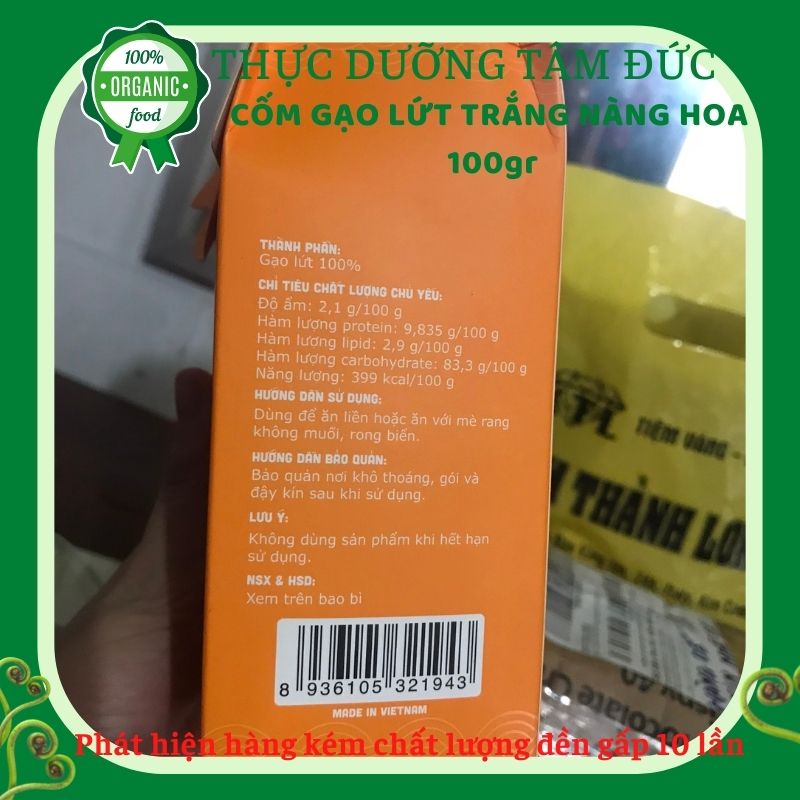 100%
ORGANIC
food
THỰC DƯỠNG TÂM ĐỨC
CỐM GẠO LỨT TRẮNG NÀNG HOA
100gr
THÀNH PHẦN:
Gạo lứt 100%
CHỈ TIÊU CHẤT LƯỢNG CHỦ YẾU:
Độ ẩm: 2,1 g/100 g
Hàm lượng protein: 9,835 g/100 g
Hàm lượng lipid: 2,9 g/100 g
Hàm lượng carbohydrate: 83,3 g/100 g
Năng lượng: 399 kcal/100 g
HƯỚNG DẪN SỬ DỤNG:
Dùng để ăn liền hoặc ăn với mè rang
không muối, rong biển.
HƯỚNG DẪN BẢO QUẢN:
Bảo quản nơi khô thoáng, gói và
đậy kín sau khi sử dụng.
LƯU Ý:
Không dùng sản phẩm khi hết hạn
sử dụng.
NSX & HSD:
Xem trên bao bì
8 936105 321943
MADE IN VIETNAM
TIỆM VÀNG
THÀNH
Phát hiện hàng kém chất lượng đền gấp 10 lần